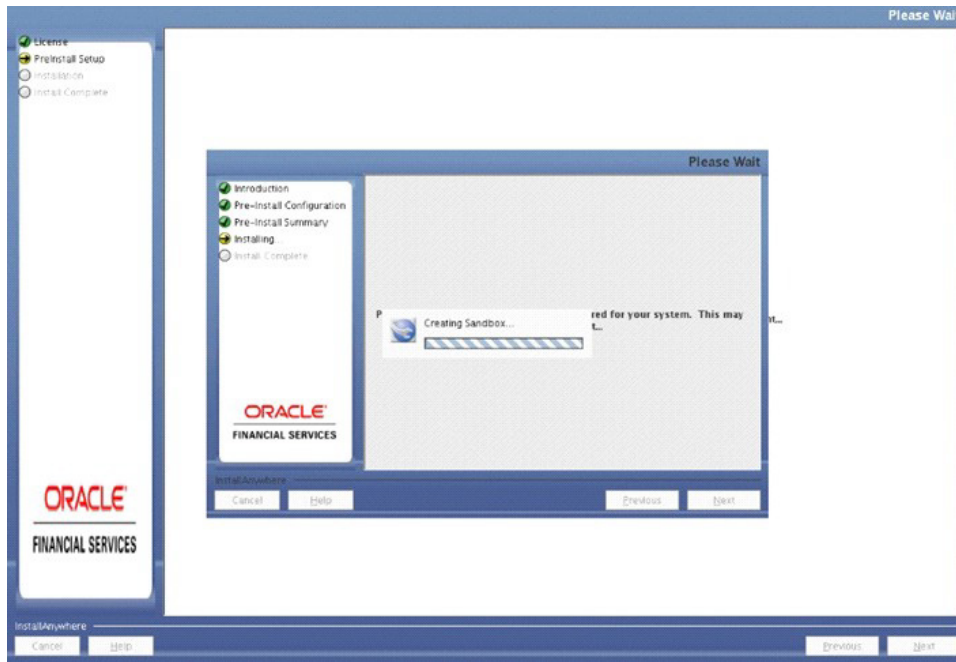 Please Wai
License
PreInstall Setup
Installation
Install Complete
Please Wait
Introduction
Pre-Install Configuration
Pre-Install Summary
Installing...
Install Complete
P
red for your system.  This may
t...
nt...
Creating Sandbox...
ORACLE
FINANCIAL SERVICES
InstallAnywhere
Cancel
Help
Previous
Next
ORACLE
FINANCIAL SERVICES
InstallAnywhere
Cancel
Help
Previous
Next